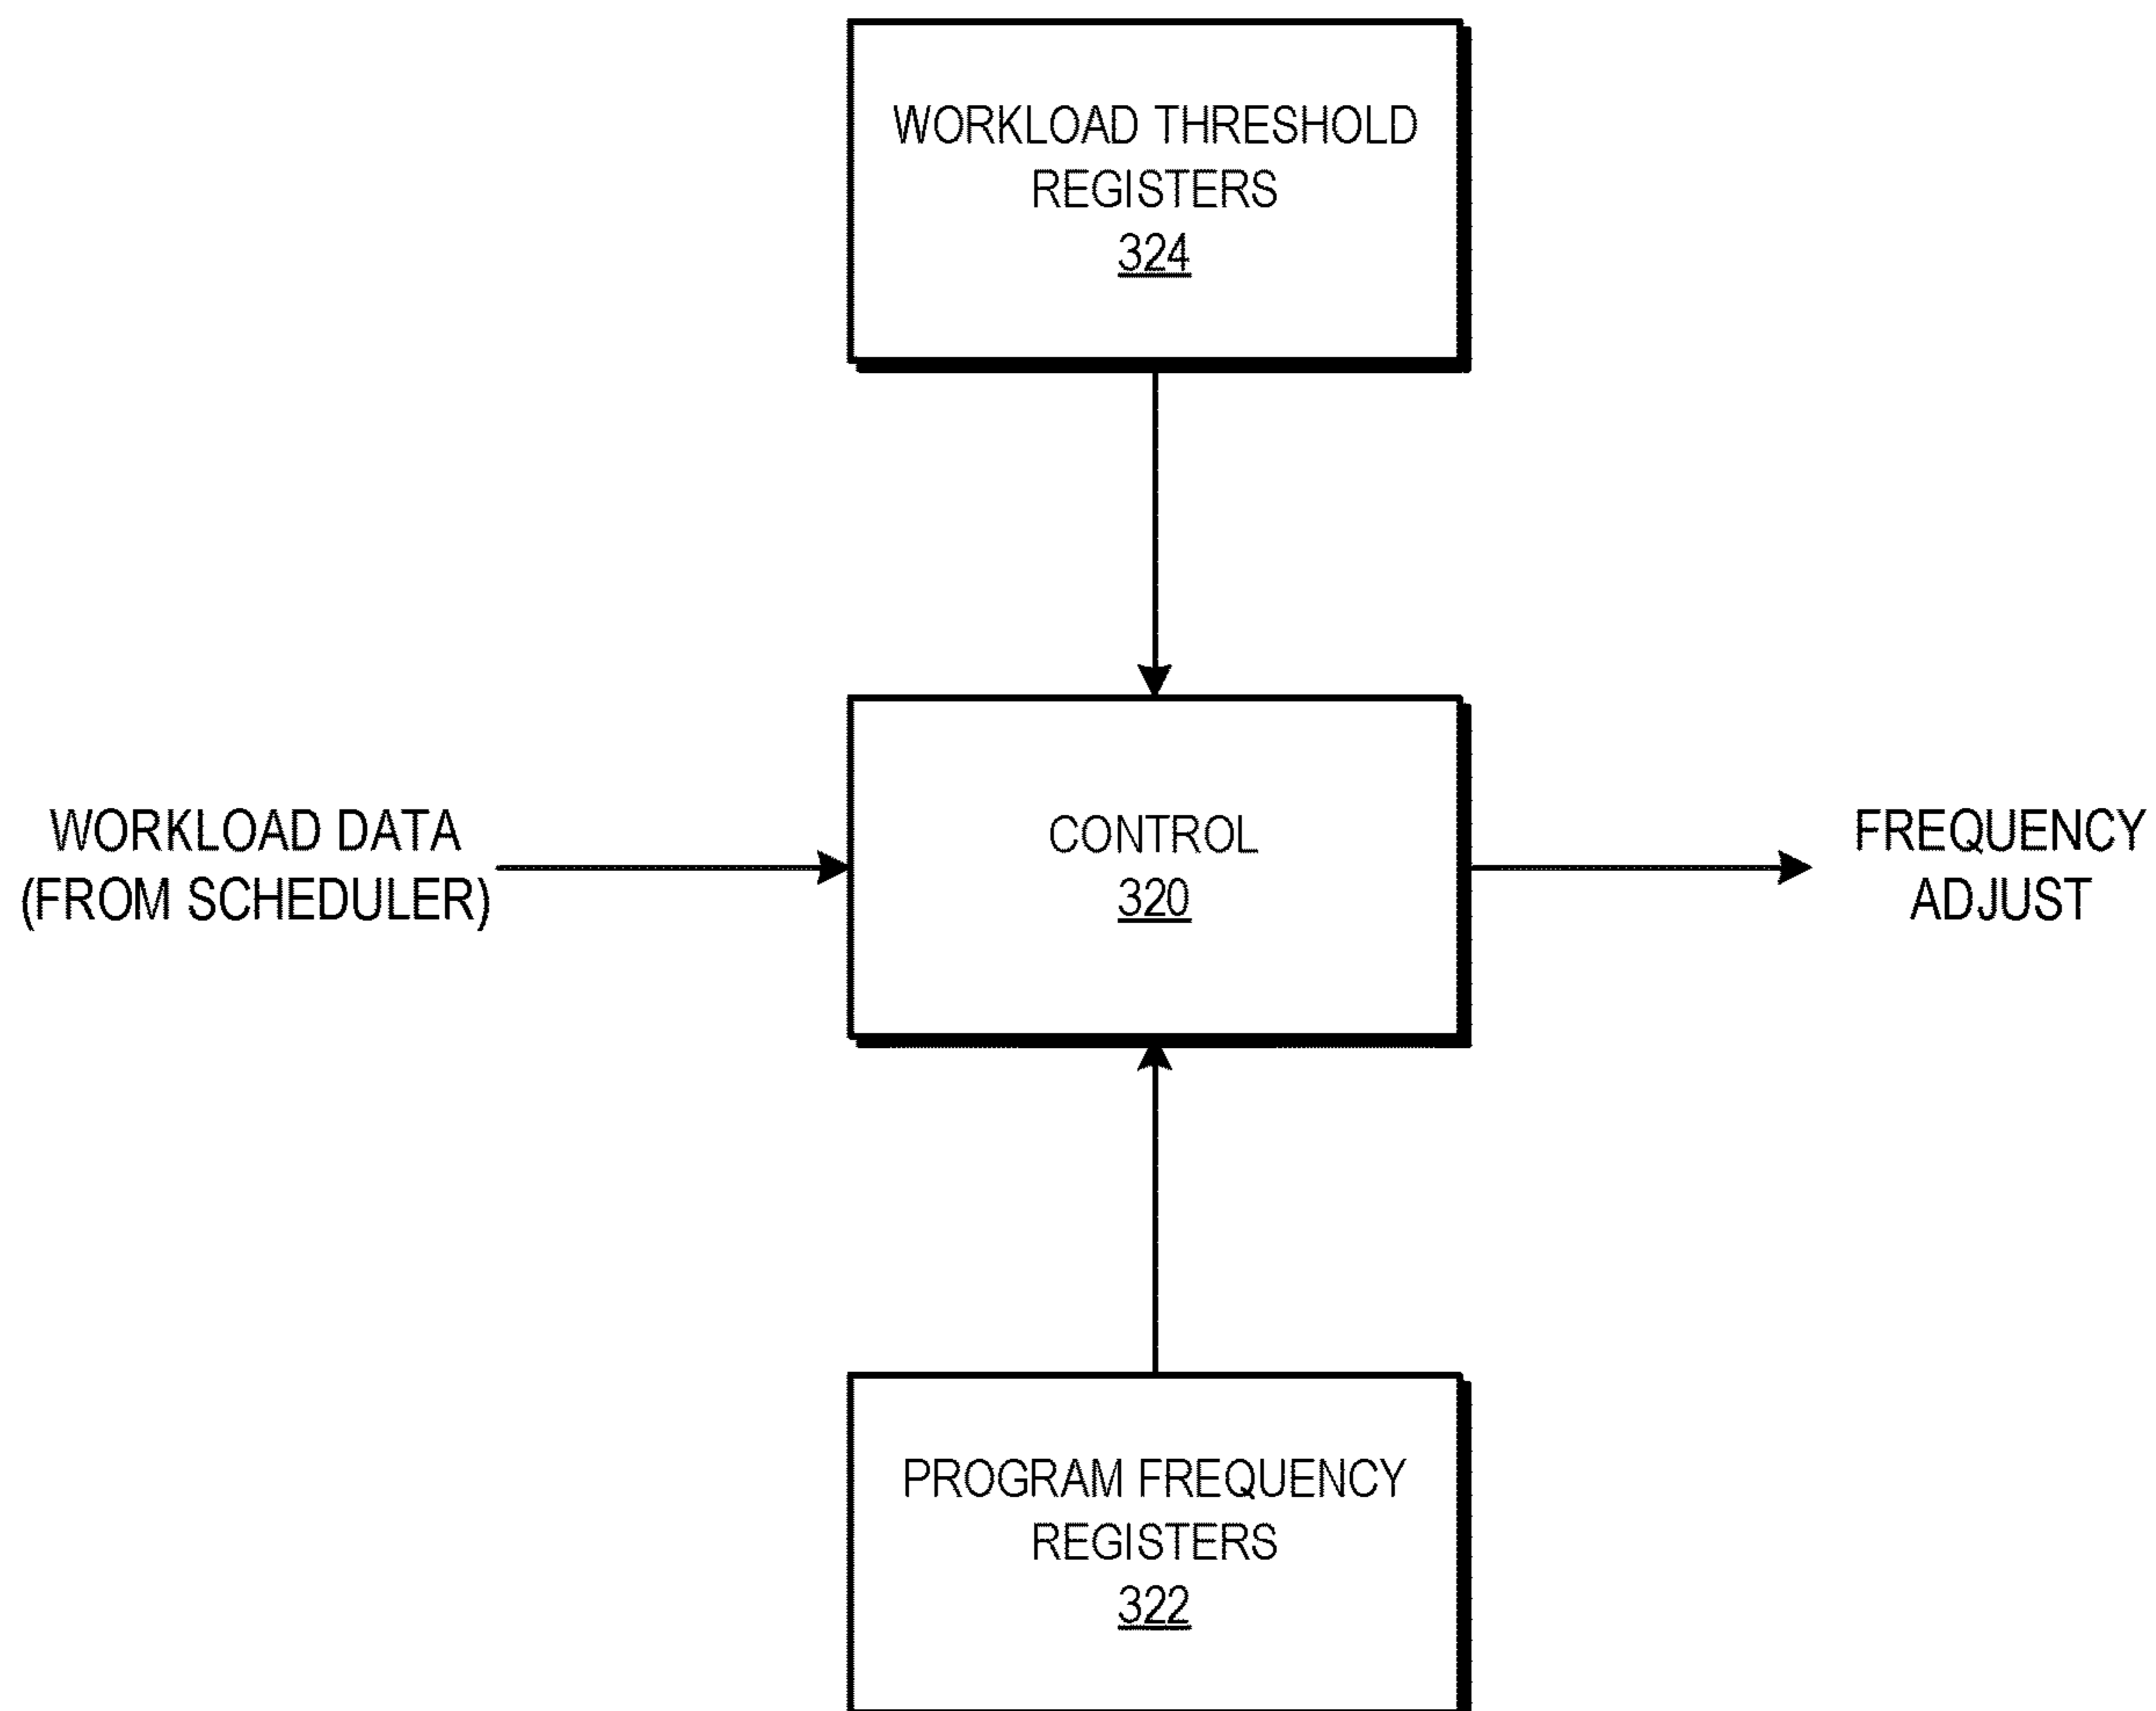 WORKLOAD THRESHOLD
REGISTERS
324
WORKLOAD DATA
(FROM SCHEDULER)
CONTROL
320
FREQUENCY
ADJUST
PROGRAM FREQUENCY
REGISTERS
322